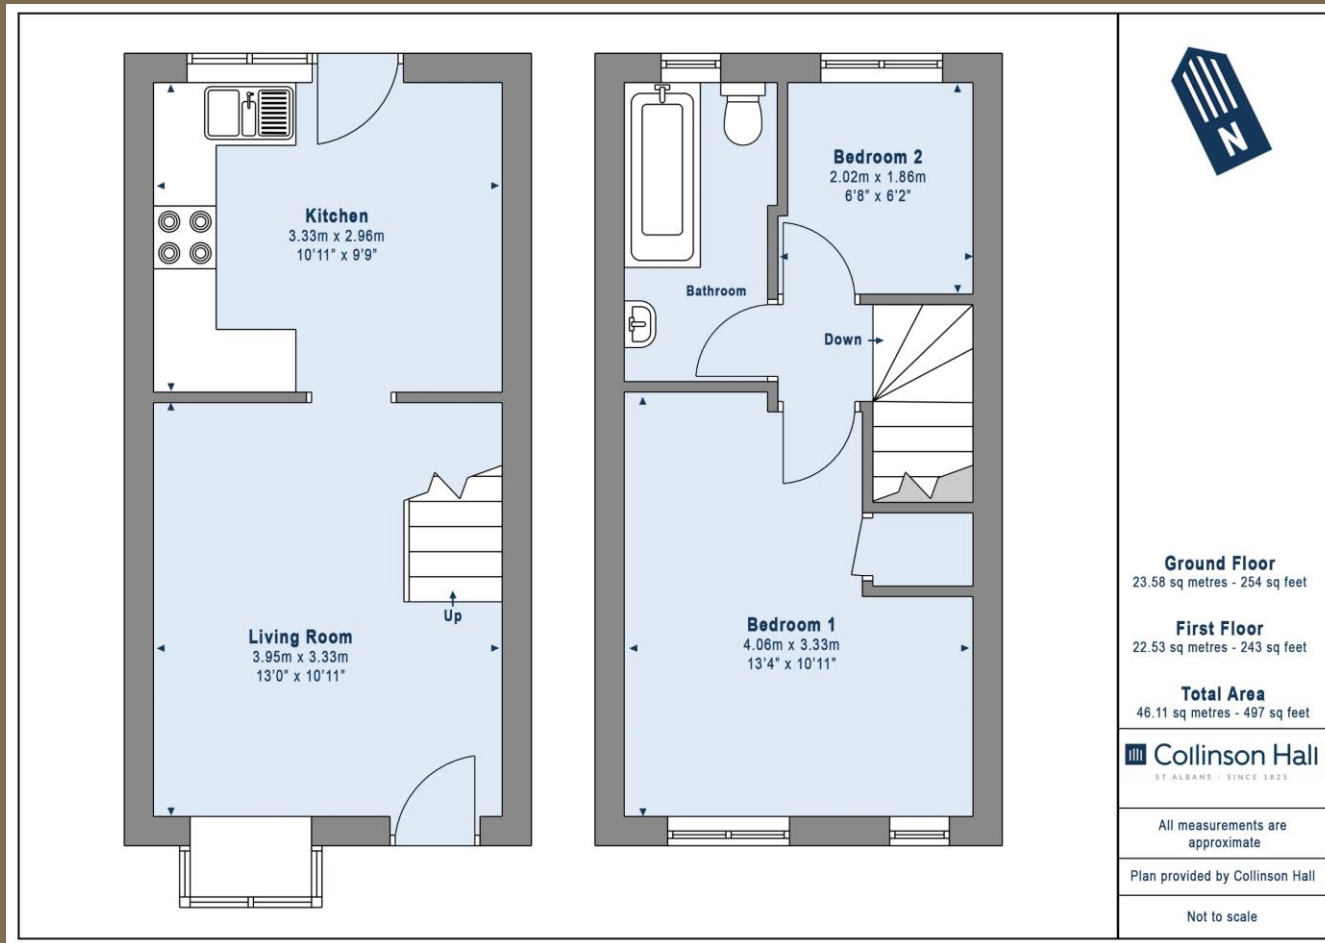 Kitchen
3.33m x 2.96m
10'11" x 9'9"
Living Room
3.95m x 3.33m
13'0" x 10'11"
Up
Bedroom 2
2.02m x 1.86m
6'8" x 6'2"
Bathroom
Down
Bedroom 1
4.06m x 3.33m
13'4" x 10'11"
N
Ground Floor
23.58 sq metres - 254 sq feet
First Floor
22.53 sq metres - 243 sq feet
Total Area
46.11 sq metres - 497 sq feet
Collinson Hall
ST ALBANS - SINCE 1825
All measurements are
approximate
Plan provided by Collinson Hall
Not to scale